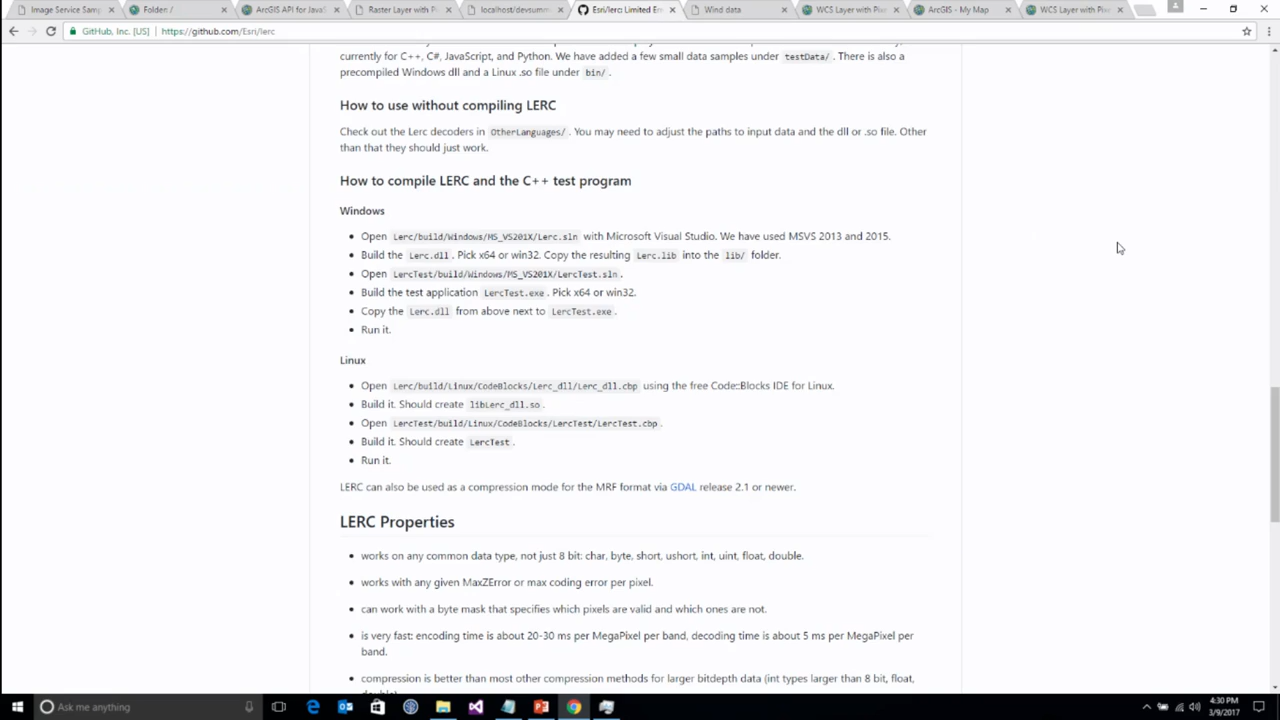 Image Service Sam
Folder: /
ArcGIS API for JavaS
Raster Layer with P
localhost/devsumm
Esri/lerc: Limited Er
Wind data
WCS Layer with Pixe
ArcGIS - My Map
WCS Layer with Pixe
GitHub, Inc. [US] https://github.com/Esri/lerc
currently for C++, C#, JavaScript, and Python. We have added a few small data samples under testData/ . There is also a
precompiled Windows dll and a Linux .so file under bin/ .
How to use without compiling LERC
Check out the Lerc decoders in OtherLanguages/ . You may need to adjust the paths to input data and the dll or .so file. Other
than that they should just work.
How to compile LERC and the C++ test program
Windows
• Open Lerc/build/Windows/MS_VS201X/Lerc.sln with Microsoft Visual Studio. We have used MSVS 2013 and 2015.
• Build the Lerc.dll . Pick x64 or win32. Copy the resulting Lerc.lib into the lib/ folder.
• Open LercTest/build/Windows/MS_VS201X/LercTest.sln .
• Build the test application LercTest.exe . Pick x64 or win32.
• Copy the Lerc.dll from above next to LercTest.exe .
• Run it.
Linux
• Open Lerc/build/Linux/CodeBlocks/Lerc_dll/Lerc_dll.cbp using the free Code::Blocks IDE for Linux.
• Build it. Should create libLerc_dll.so .
• Open LercTest/build/Linux/CodeBlocks/LercTest/LercTest.cbp .
• Build it. Should create LercTest .
• Run it.
LERC can also be used as a compression mode for the MRF format via GDAL release 2.1 or newer.
LERC Properties
• works on any common data type, not just 8 bit: char, byte, short, ushort, int, uint, float, double.
• works with any given MaxZError or max coding error per pixel.
• can work with a byte mask that specifies which pixels are valid and which ones are not.
• is very fast: encoding time is about 20-30 ms per MegaPixel per band, decoding time is about 5 ms per MegaPixel per
band.
• compression is better than most other compression methods for larger bitdepth data (int types larger than 8 bit, float,
Ask me anything
4:30 PM
3/9/2017